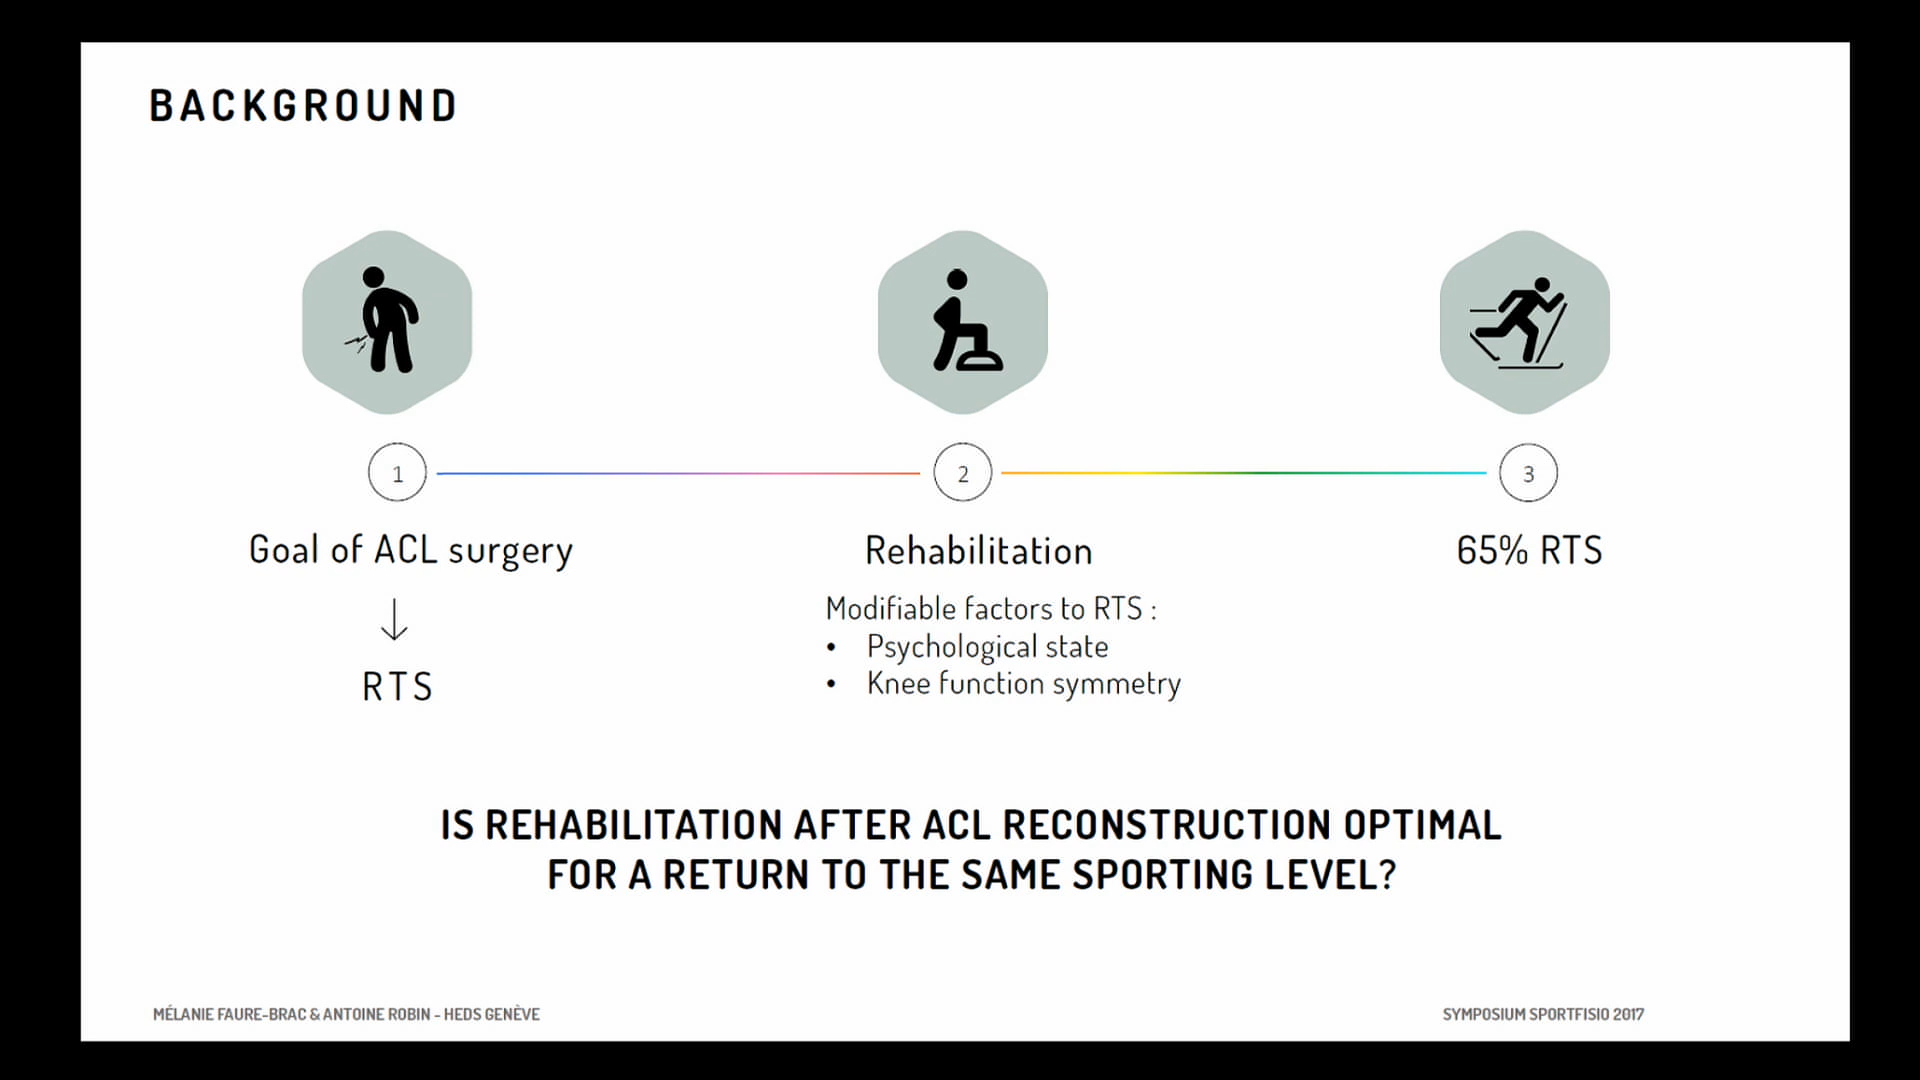 BACKGROUND
1
2
3
Goal of ACL surgery
RTS
Rehabilitation
Modifiable factors to RTS :
• Psychological state
• Knee function symmetry
65% RTS
IS REHABILITATION AFTER ACL RECONSTRUCTION OPTIMAL
FOR A RETURN TO THE SAME SPORTING LEVEL?
MÉLANIE FAURE-BRAC & ANTOINE ROBIN - HEDS GENÈVE
SYMPOSIUM SPORTFISIO 2017